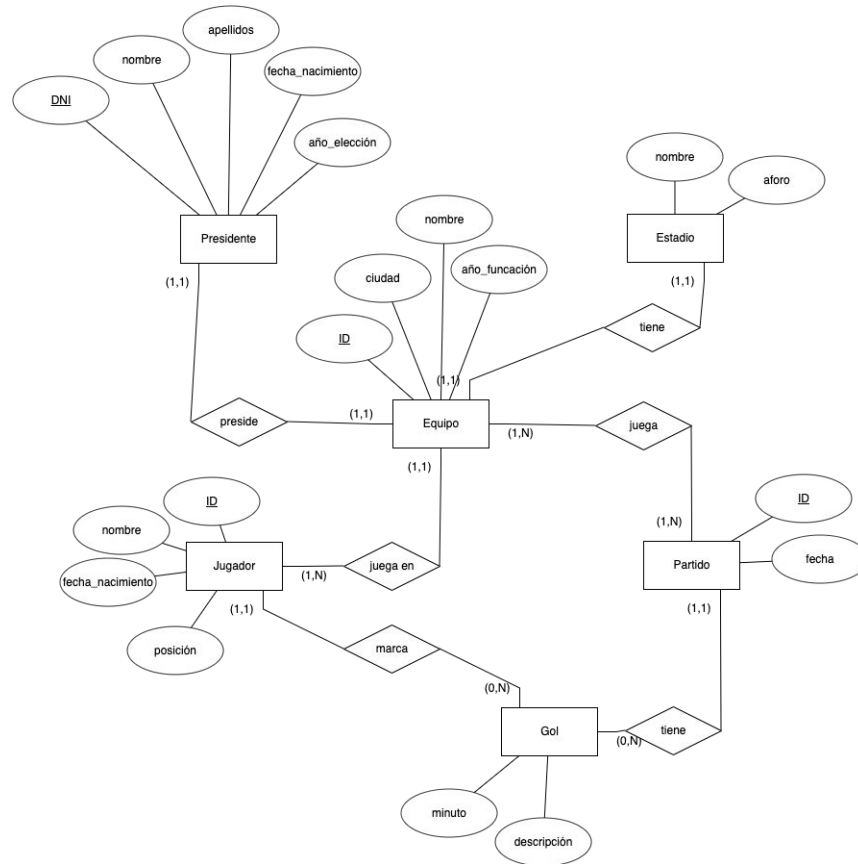 apellidos
nombre
fecha_nacimiento
DNI
año_elección
nombre
aforo
Presidente
nombre
Estadio
ciudad
año_funcación
(1,1)
(1,1)
ID
tiene
(1,1)
preside
(1,1)
Equipo
(1,N)
juega
(1,1)
ID
ID
nombre
(1,N)
fecha_nacimiento
Jugador
(1,N)
juega en
Partido
fecha
(1,1)
(1,1)
posición
marca
(0,N)
Gol
(0,N)
tiene
minuto
descripción